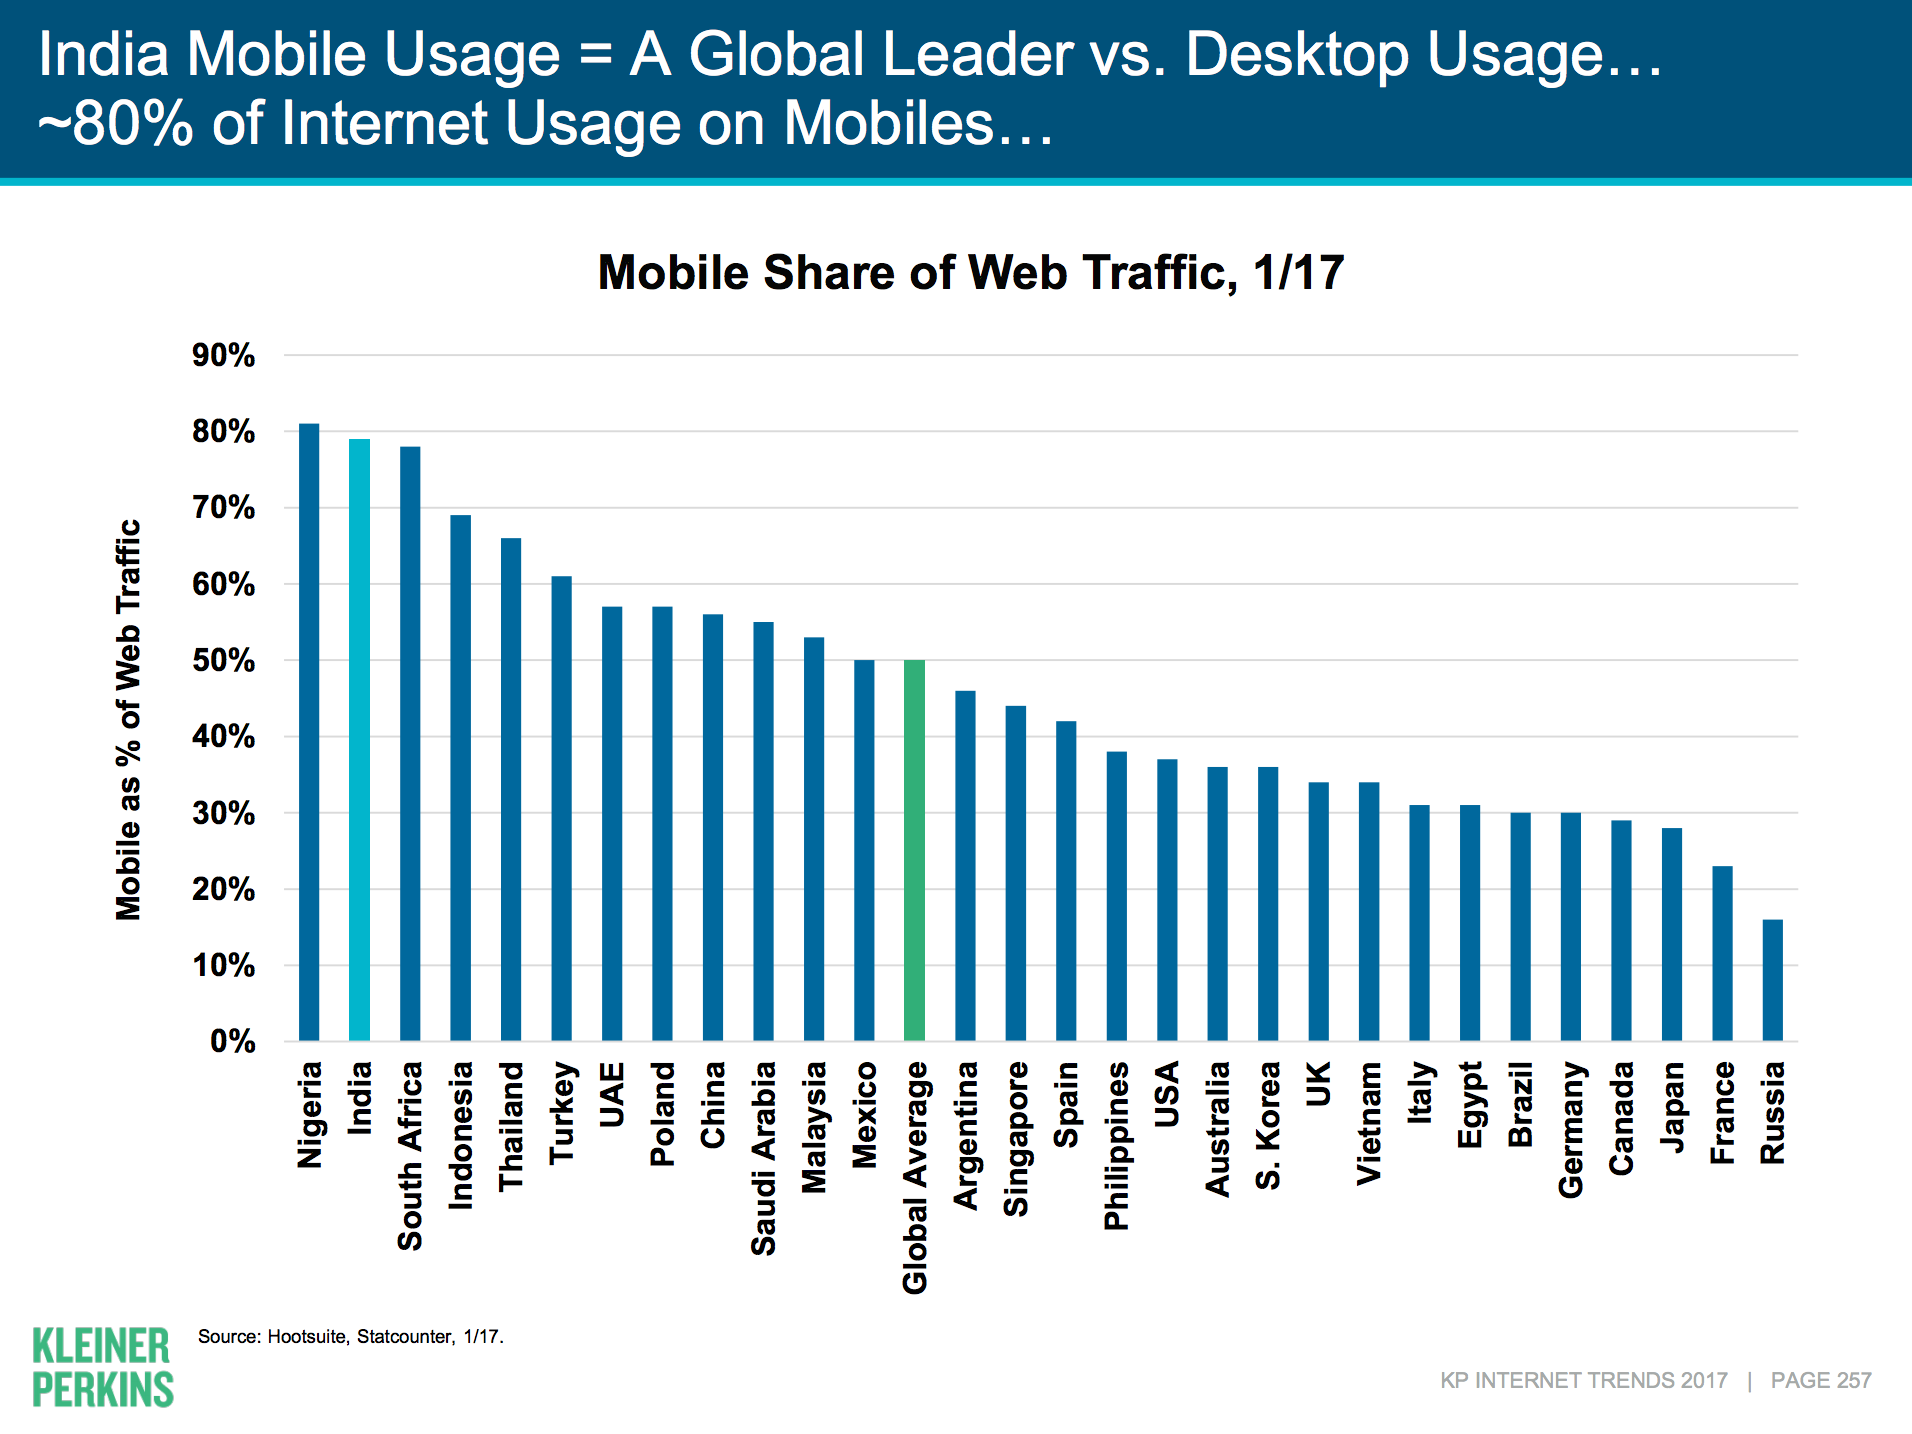 India Mobile Usage = A Global Leader vs. Desktop Usage…
~80% of Internet Usage on Mobiles…
Mobile Share of Web Traffic, 1/17
Mobile as % of Web Traffic
90%
80%
70%
60%
50%
40%
30%
20%
10%
0%
Nigeria
India
South Africa
Indonesia
Thailand
Turkey
UAE
Poland
China
Saudi Arabia
Malaysia
Mexico
Global Average
Argentina
Singapore
Spain
Philippines
USA
Australia
S. Korea
UK
Vietnam
Italy
Egypt
Brazil
Germany
Canada
Japan
France
Russia
KLEINER
PERKINS
Source: Hootsuite, Statcounter, 1/17.
KP INTERNET TRENDS 2017 | PAGE 257